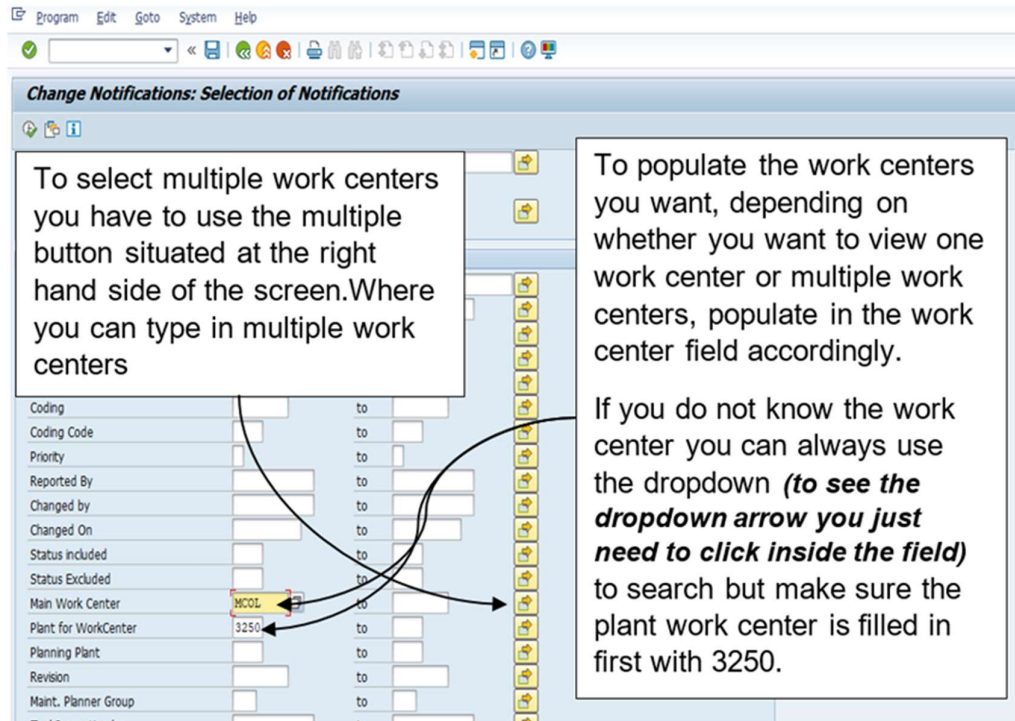 Program Edit Goto System Help
Change Notifications: Selection of Notifications
To select multiple work centers
you have to use the multiple
button situated at the right
hand side of the screen.Where
you can type in multiple work
centers
To populate the work centers
you want, depending on
whether you want to view one
work center or multiple work
centers, populate in the work
center field accordingly.
If you do not know the work
center you can always use
the dropdown (to see the
dropdown arrow you just
need to click inside the field)
to search but make sure the
plant work center is filled in
first with 3250.
Coding to
Coding Code to
Priority to
Reported By to
Changed by to
Changed On to
Status included to
Status Excluded to
Main Work Center MCOL to
Plant for WorkCenter 3250 to
Planning Plant to
Revision to
Maint. Planner Group to